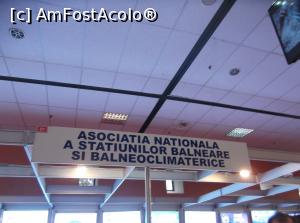 [c] AmFostAcolo®
ASOCIATIA NATIONALA
A STATIUNILOR BALNEARE
SI BALNEOCLIMATERICE